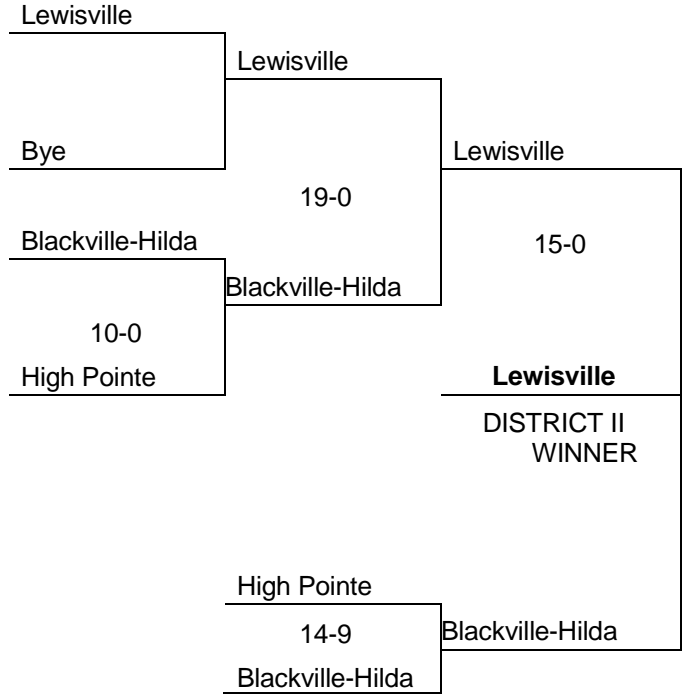 Lewisville
Lewisville
Bye
Lewisville
19-0
Blackville-Hilda
15-0
Blackville-Hilda
10-0
High Pointe
Lewisville
DISTRICT II
WINNER
High Pointe
14-9
Blackville-Hilda
Blackville-Hilda